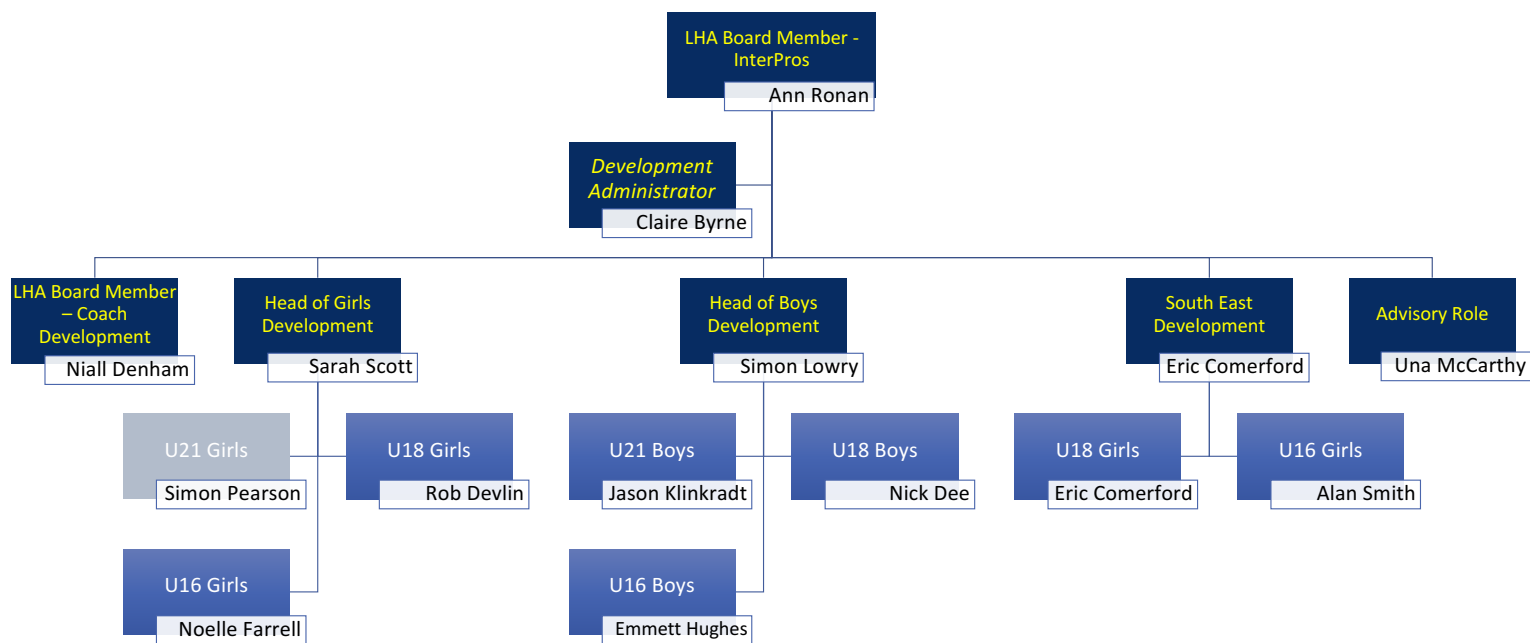 LHA Board Member -
InterPros
Ann Ronan
Development
Administrator
Claire Byrne
LHA Board Member
– Coach
Development
Niall Denham
Head of Girls
Development
Sarah Scott
Head of Boys
Development
Simon Lowry
South East
Development
Eric Comerford
Advisory Role
Una McCarthy
U21 Girls
Simon Pearson
U18 Girls
Rob Devlin
U21 Boys
Jason Klinkradt
U18 Boys
Nick Dee
U18 Girls
Eric Comerford
U16 Girls
Alan Smith
U16 Girls
Noelle Farrell
U16 Boys
Emmett Hughes